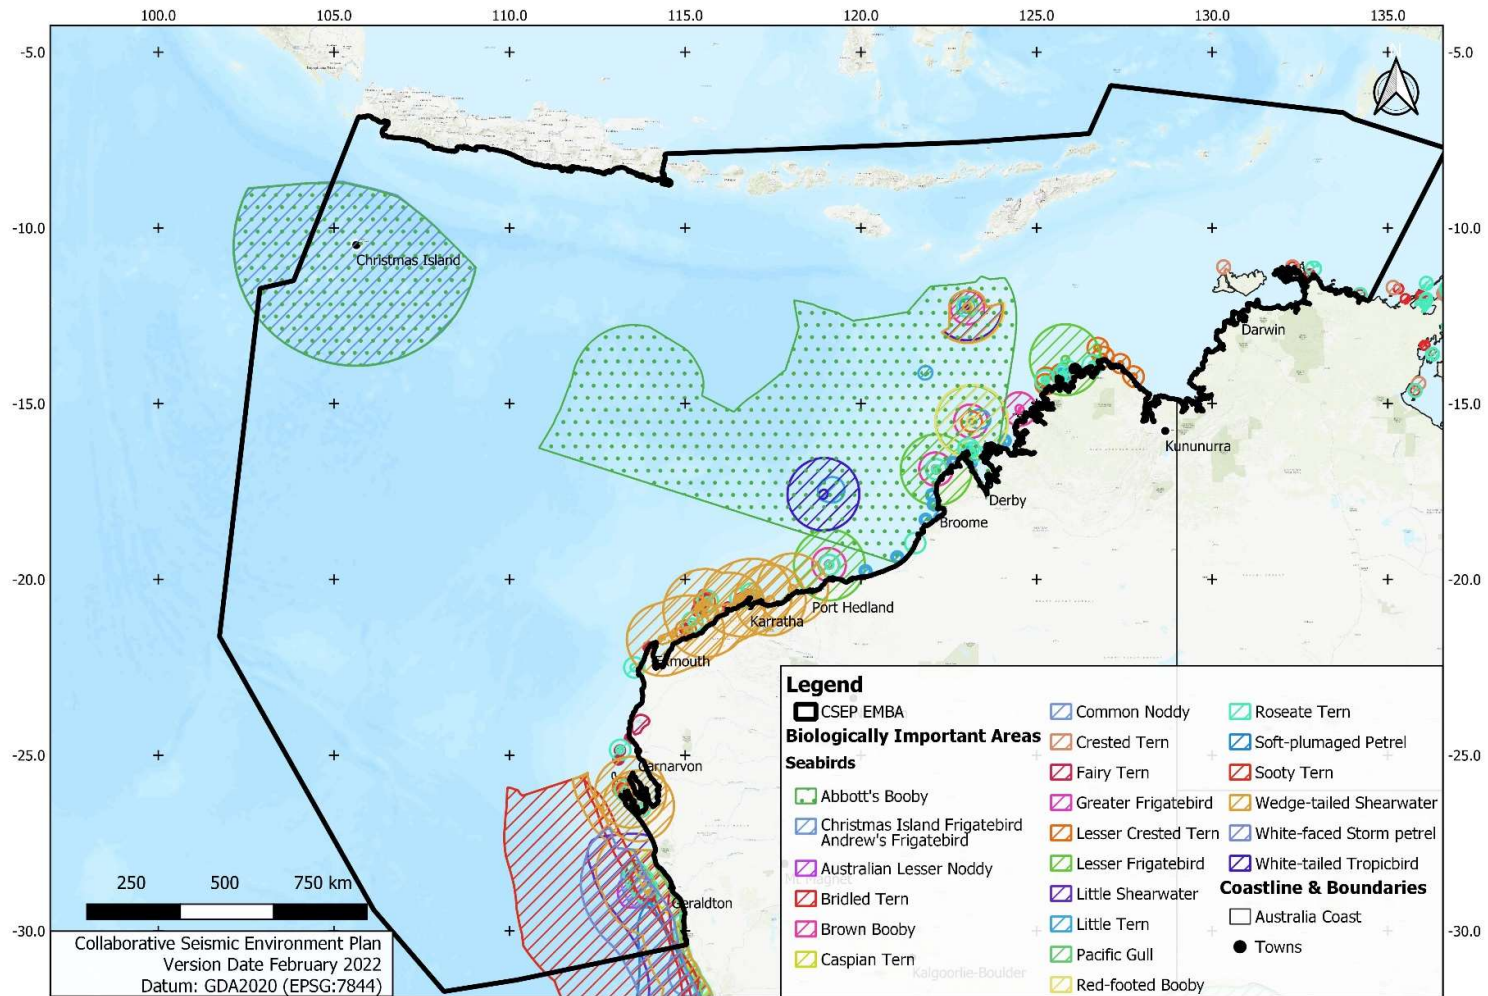 100.0 105.0 110.0 115.0 120.0 125.0 130.0 135.0
-5.0 -5.0
N
-10.0 -10.0
Christmas Island
Darwin
-15.0 -15.0
Kununurra
Derby
Broome
-20.0 -20.0
Port Hedland
Karratha
Exmouth
-25.0 -25.0
Carnarvon
Geraldton
-30.0 -30.0
Kalgoorlie-Boulder
250 500 750 km
Collaborative Seismic Environment Plan
Version Date February 2022
Datum: GDA2020 (EPSG:7844)
Legend
CSEP EMBA
Biologically Important Areas
Seabirds
Abbott's Booby
Christmas Island Frigatebird
Andrew's Frigatebird
Australian Lesser Noddy
Bridled Tern
Brown Booby
Caspian Tern
Common Noddy
Crested Tern
Fairy Tern
Greater Frigatebird
Lesser Crested Tern
Lesser Frigatebird
Little Shearwater
Little Tern
Pacific Gull
Red-footed Booby
Roseate Tern
Soft-plumaged Petrel
Sooty Tern
Wedge-tailed Shearwater
White-faced Storm petrel
White-tailed Tropicbird
Coastline & Boundaries
Australia Coast
Towns